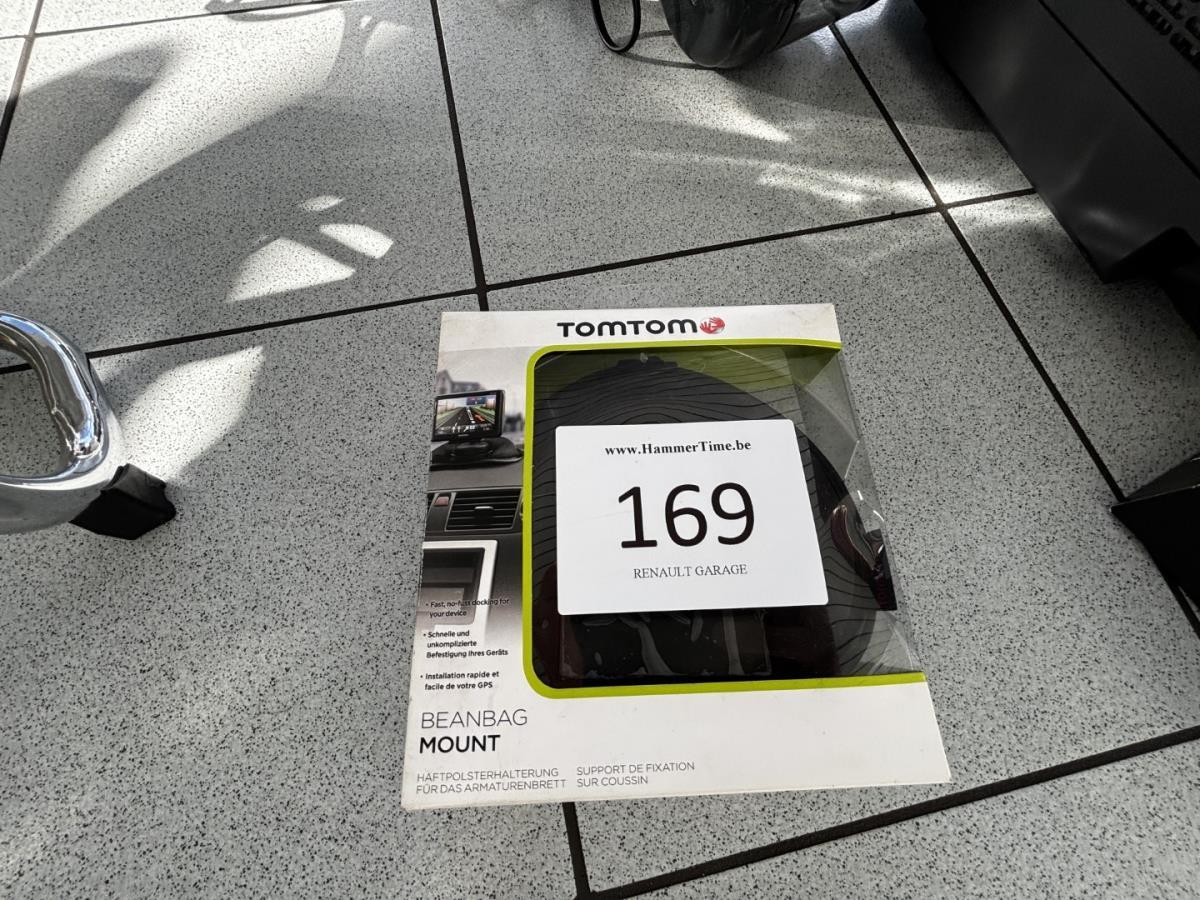 TOMTOM
www.HammerTime.be
169
RENAULT GARAGE
• Fast, no-fuss docking for
your device
• Schnelle und
unkomplizierte
Befestigung Ihres Geräts
• Installation rapide et
facile de votre GPS
BEANBAG
MOUNT
HAFTPOLSTERHALTERUNG
FÜR DAS ARMATURENBRETT
SUPPORT DE FIXATION
SUR COUSSIN